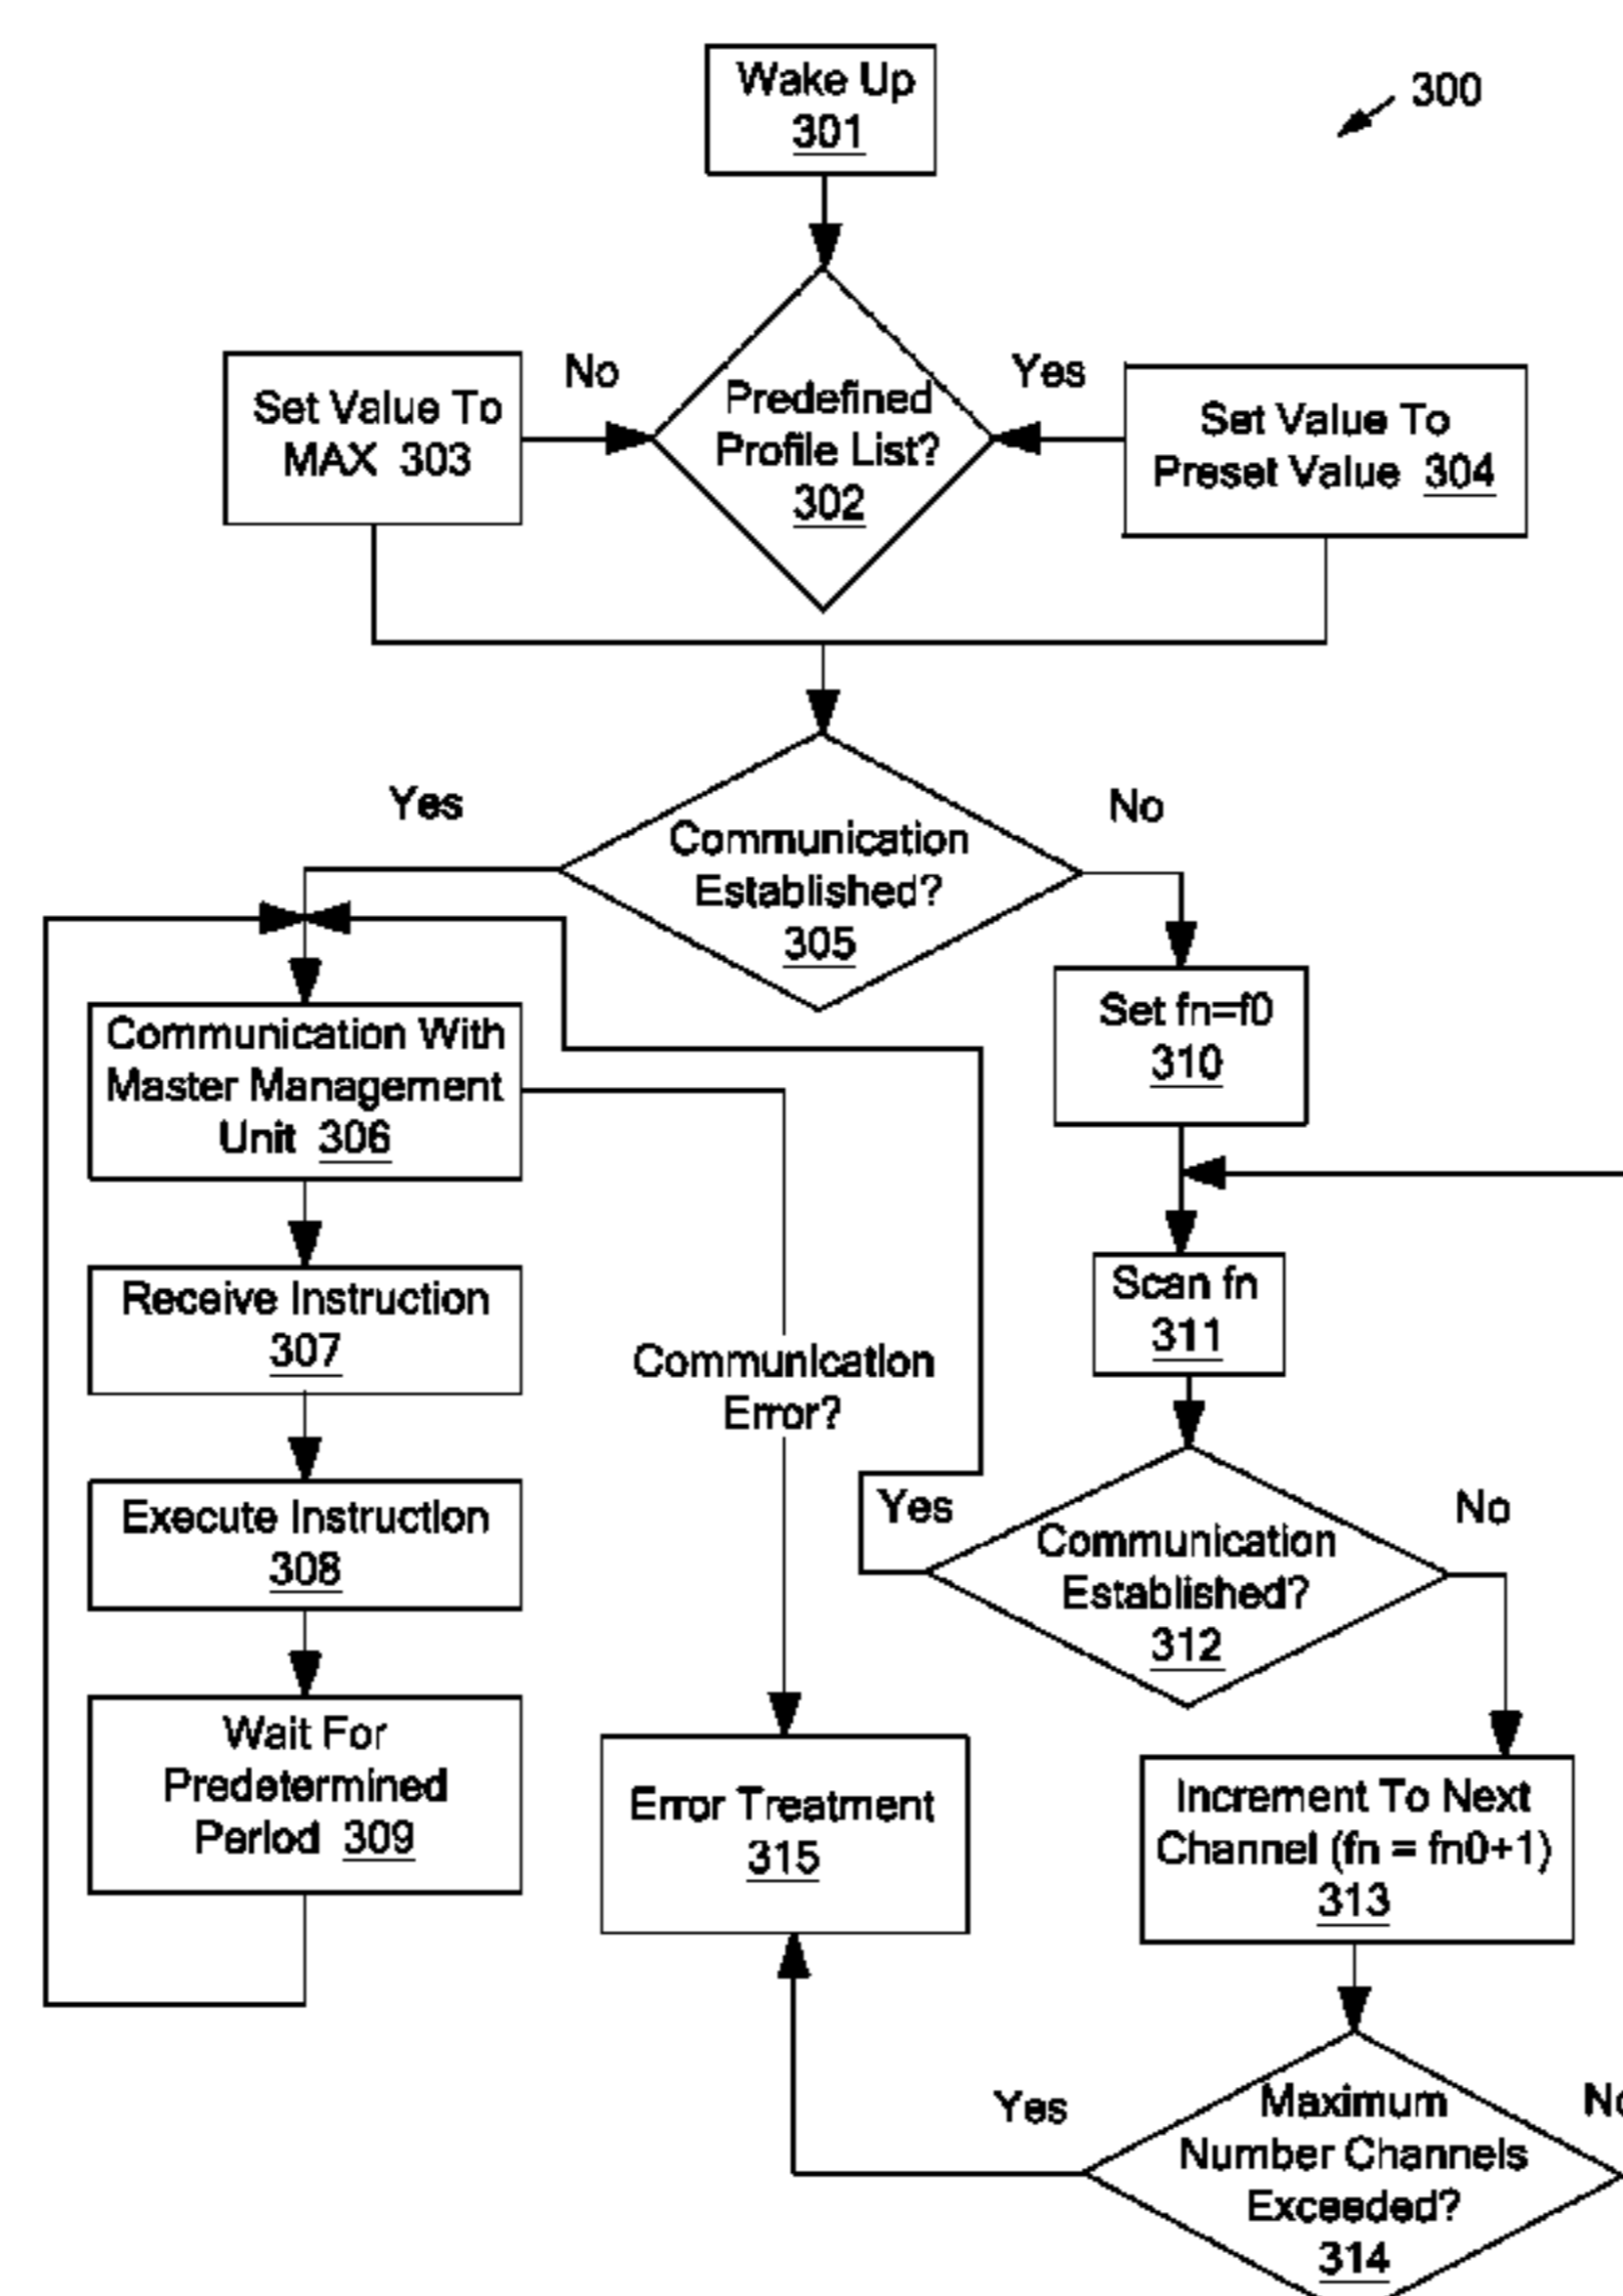 Wake Up
301
300
No
Yes
Set Value To
MAX 303
Predefined
Profile List?
302
Set Value To
Preset Value 304
Yes
No
Communication
Established?
305
Communication With
Master Management
Unit 306
Set fn=f0
310
Receive Instruction
307
Scan fn
311
Communication
Error?
Execute Instruction
308
Yes
No
Communication
Established?
312
Wait For
Predetermined
Period 309
Error Treatment
315
Increment To Next
Channel (fn = fn0+1)
313
Yes
No
Maximum
Number Channels
Exceeded?
314